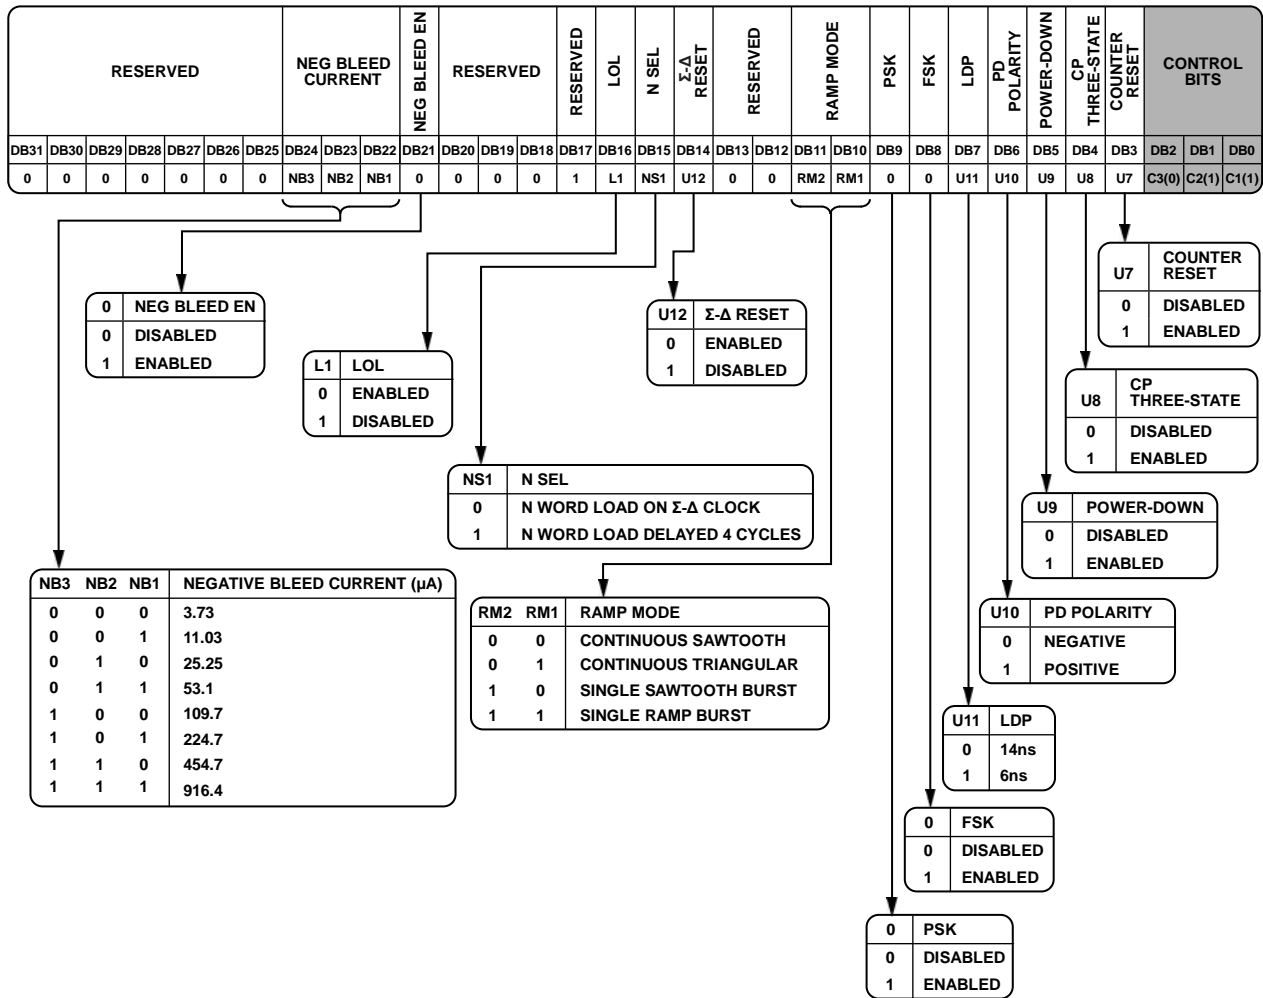 RESERVED
NEG BLEED
CURRENT
NEG BLEED EN
RESERVED
RESERVED
LOL
N SEL
Σ-Δ
RESET
RESERVED
RAMP MODE
PSK
FSK
LDP
PD
POLARITY
POWER-DOWN
CP
THREE-STATE
COUNTER
RESET
CONTROL
BITS
DB31 DB30 DB29 DB28 DB27 DB26 DB25 DB24 DB23 DB22 DB21 DB20 DB19 DB18 DB17 DB16 DB15 DB14 DB13 DB12 DB11 DB10 DB9 DB8 DB7 DB6 DB5 DB4 DB3 DB2 DB1 DB0
0 0 0 0 0 0 0 NB3 NB2 NB1 0 0 0 0 1 L1 NS1 U12 0 0 RM2 RM1 0 0 U11 U10 U9 U8 U7 C3(0) C2(1) C1(1)
U7 COUNTER
RESET
0 DISABLED
1 ENABLED
0 NEG BLEED EN
0 DISABLED
1 ENABLED
U12 Σ-Δ RESET
0 ENABLED
1 DISABLED
L1 LOL
0 ENABLED
1 DISABLED
U8 CP
THREE-STATE
0 DISABLED
1 ENABLED
NS1 N SEL
0 N WORD LOAD ON Σ-Δ CLOCK
1 N WORD LOAD DELAYED 4 CYCLES
U9 POWER-DOWN
0 DISABLED
1 ENABLED
NB3 NB2 NB1 NEGATIVE BLEED CURRENT (µA)
0 0 0 3.73
0 0 1 11.03
0 1 0 25.25
0 1 1 53.1
1 0 0 109.7
1 0 1 224.7
1 1 0 454.7
1 1 1 916.4
RM2 RM1 RAMP MODE
0 0 CONTINUOUS SAWTOOTH
0 1 CONTINUOUS TRIANGULAR
1 0 SINGLE SAWTOOTH BURST
1 1 SINGLE RAMP BURST
U10 PD POLARITY
0 NEGATIVE
1 POSITIVE
U11 LDP
0 14ns
1 6ns
0 FSK
0 DISABLED
1 ENABLED
0 PSK
0 DISABLED
1 ENABLED